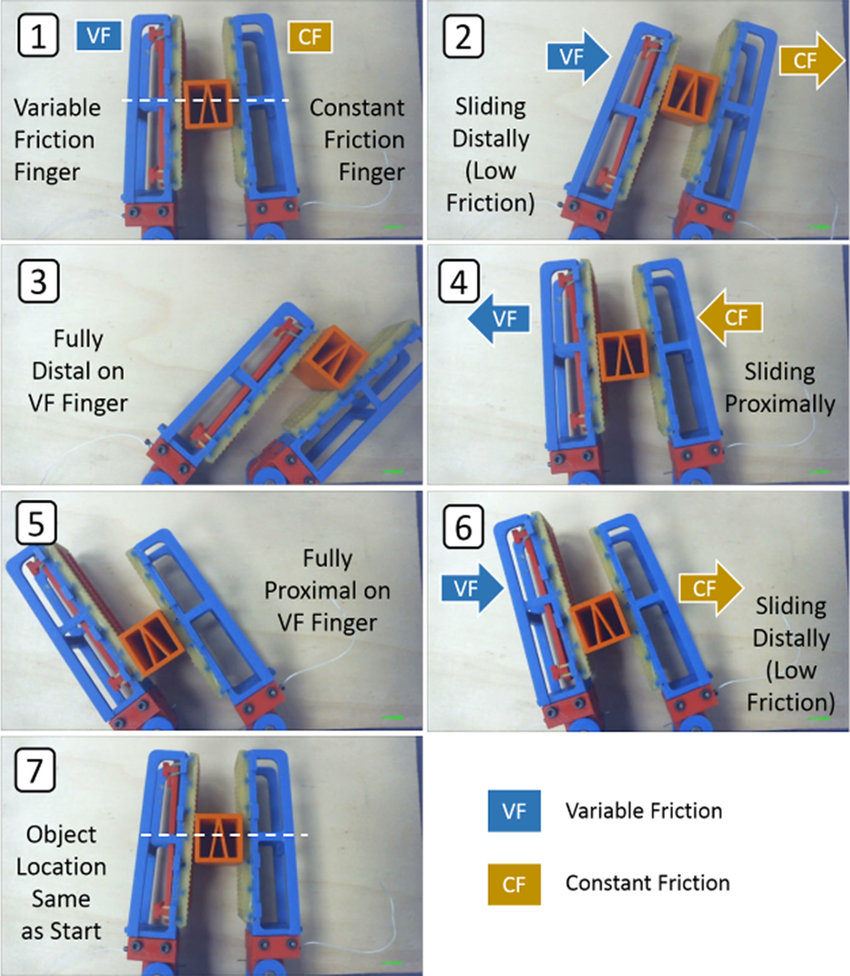 1
VF
CF
Variable
Friction
Finger
Constant
Friction
Finger
2
VF
CF
Sliding
Distally
(Low
Friction)
3
Fully
Distal on
VF Finger
4
VF
CF
Sliding
Proximally
5
Fully
Proximal on
VF Finger
6
VF
CF
Sliding
Distally
(Low
Friction)
7
Object
Location
Same
as Start
VF
Variable Friction
CF
Constant Friction